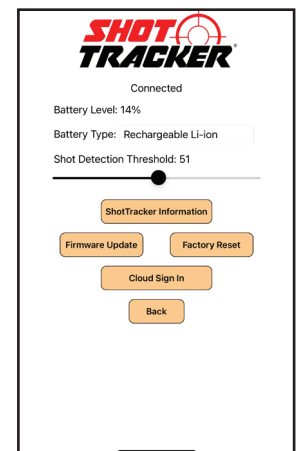 SHOT
TRACKER®
Connected
Battery Level: 14%
Battery Type: Rechargeable Li-ion
Shot Detection Threshold: 51
ShotTracker Information
Firmware Update Factory Reset
Cloud Sign In
Back